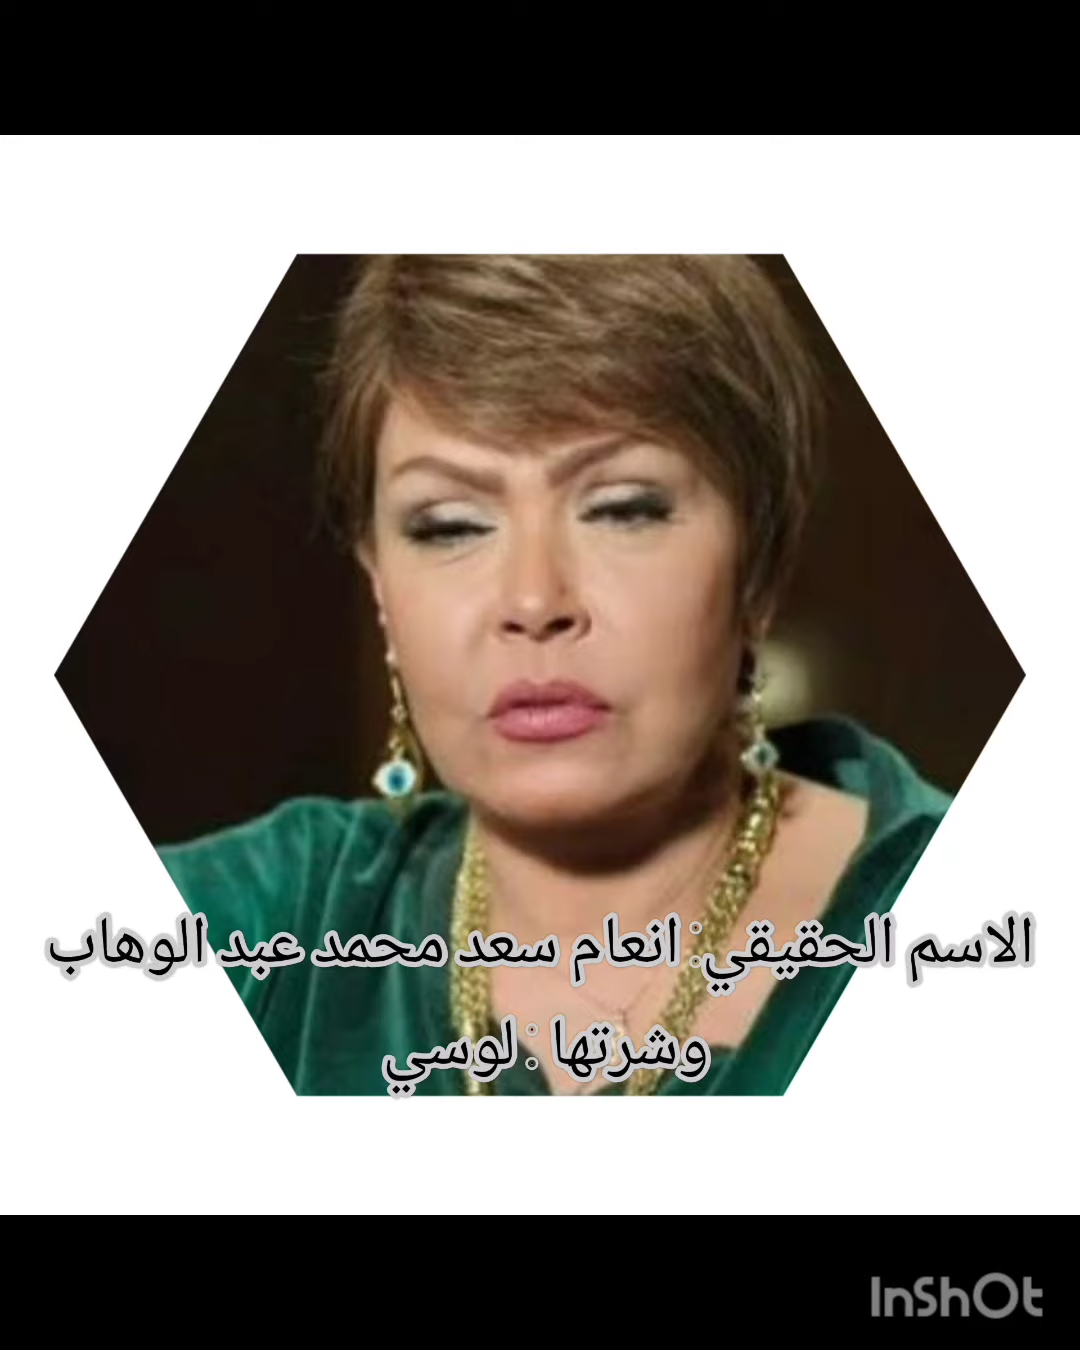 الاسم الحقيقي: انعام سعد محمد عبد الوهاب
وشرتها : لوسي
InShOt